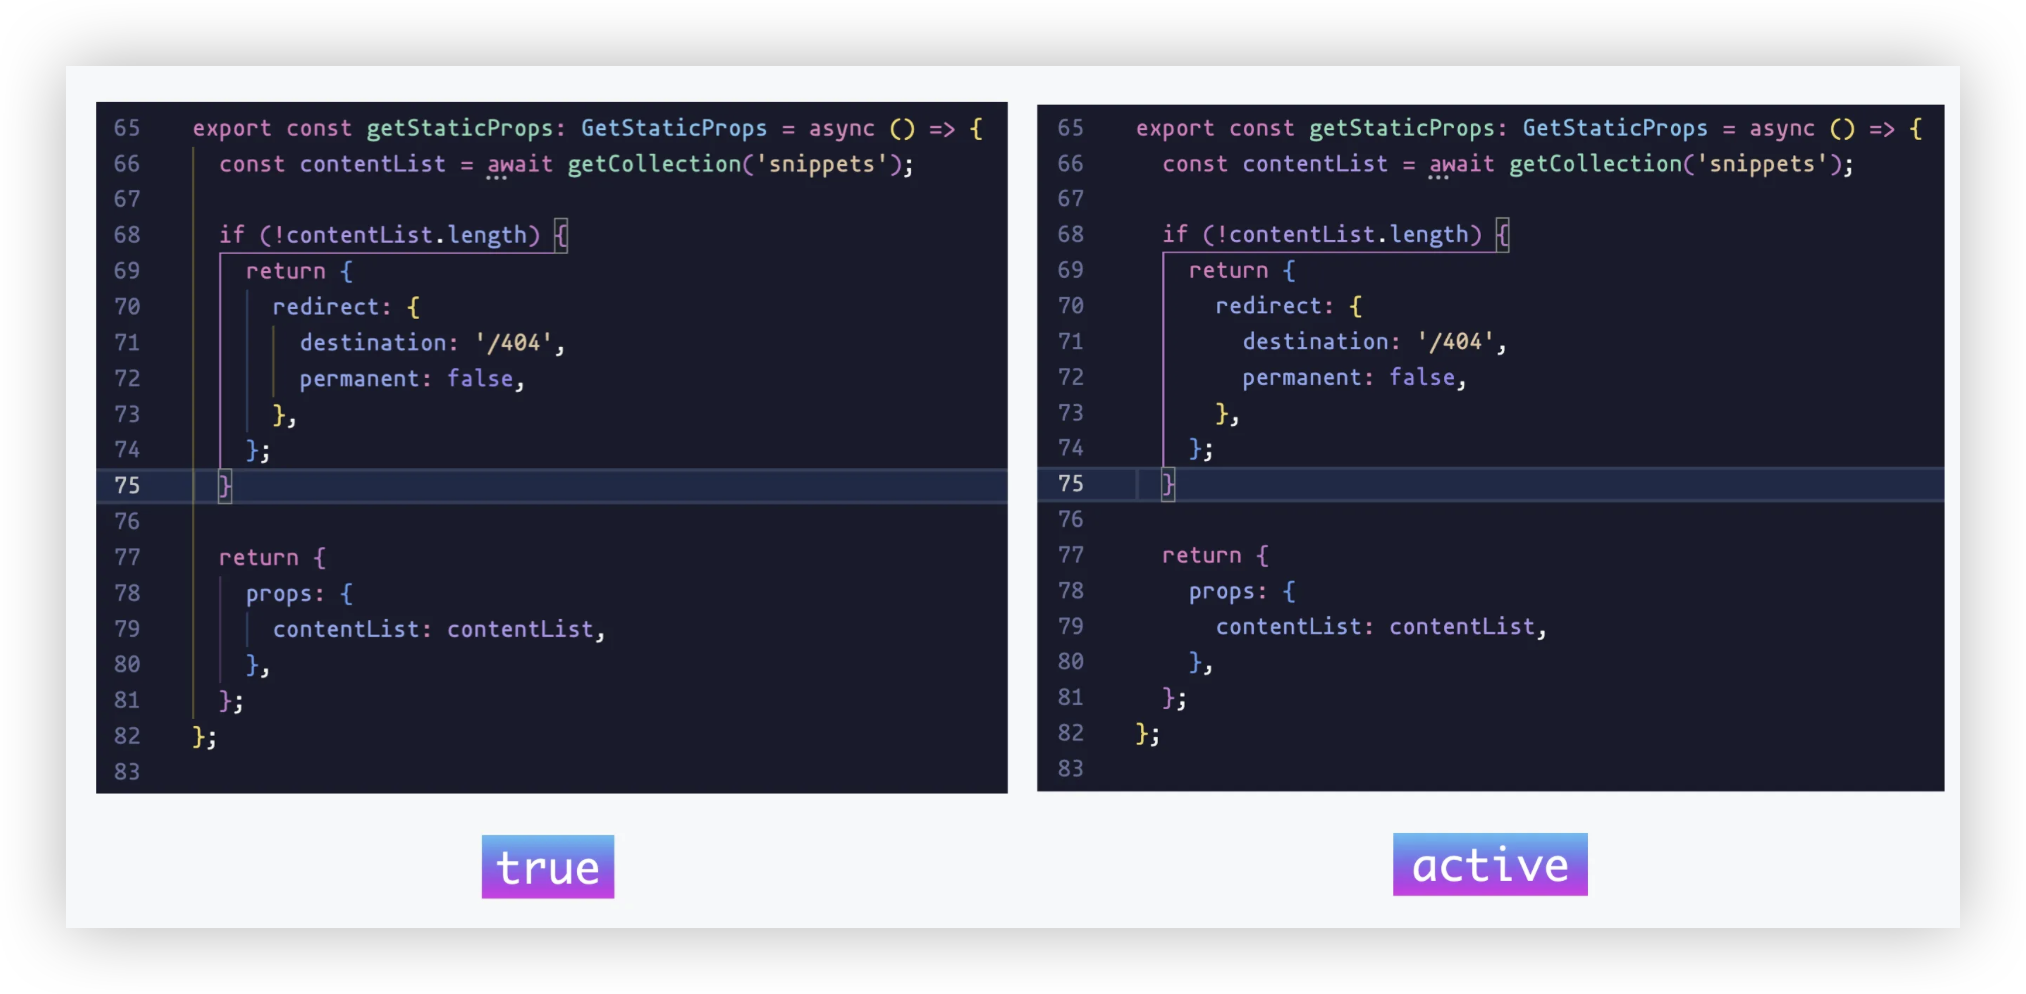 65 export const getStaticProps: GetStaticProps = async () => {
66 const contentList = await getCollection('snippets');
67
68 if (!contentList.length) {
69 return {
70 redirect: {
71 destination: '/404',
72 permanent: false,
73 },
74 };
75 }
76
77 return {
78 props: {
79 contentList: contentList,
80 },
81 };
82 };
83
true
65 export const getStaticProps: GetStaticProps = async () => {
66 const contentList = await getCollection('snippets');
67
68 if (!contentList.length) {
69 return {
70 redirect: {
71 destination: '/404',
72 permanent: false,
73 },
74 };
75 }
76
77 return {
78 props: {
79 contentList: contentList,
80 },
81 };
82 };
83
active